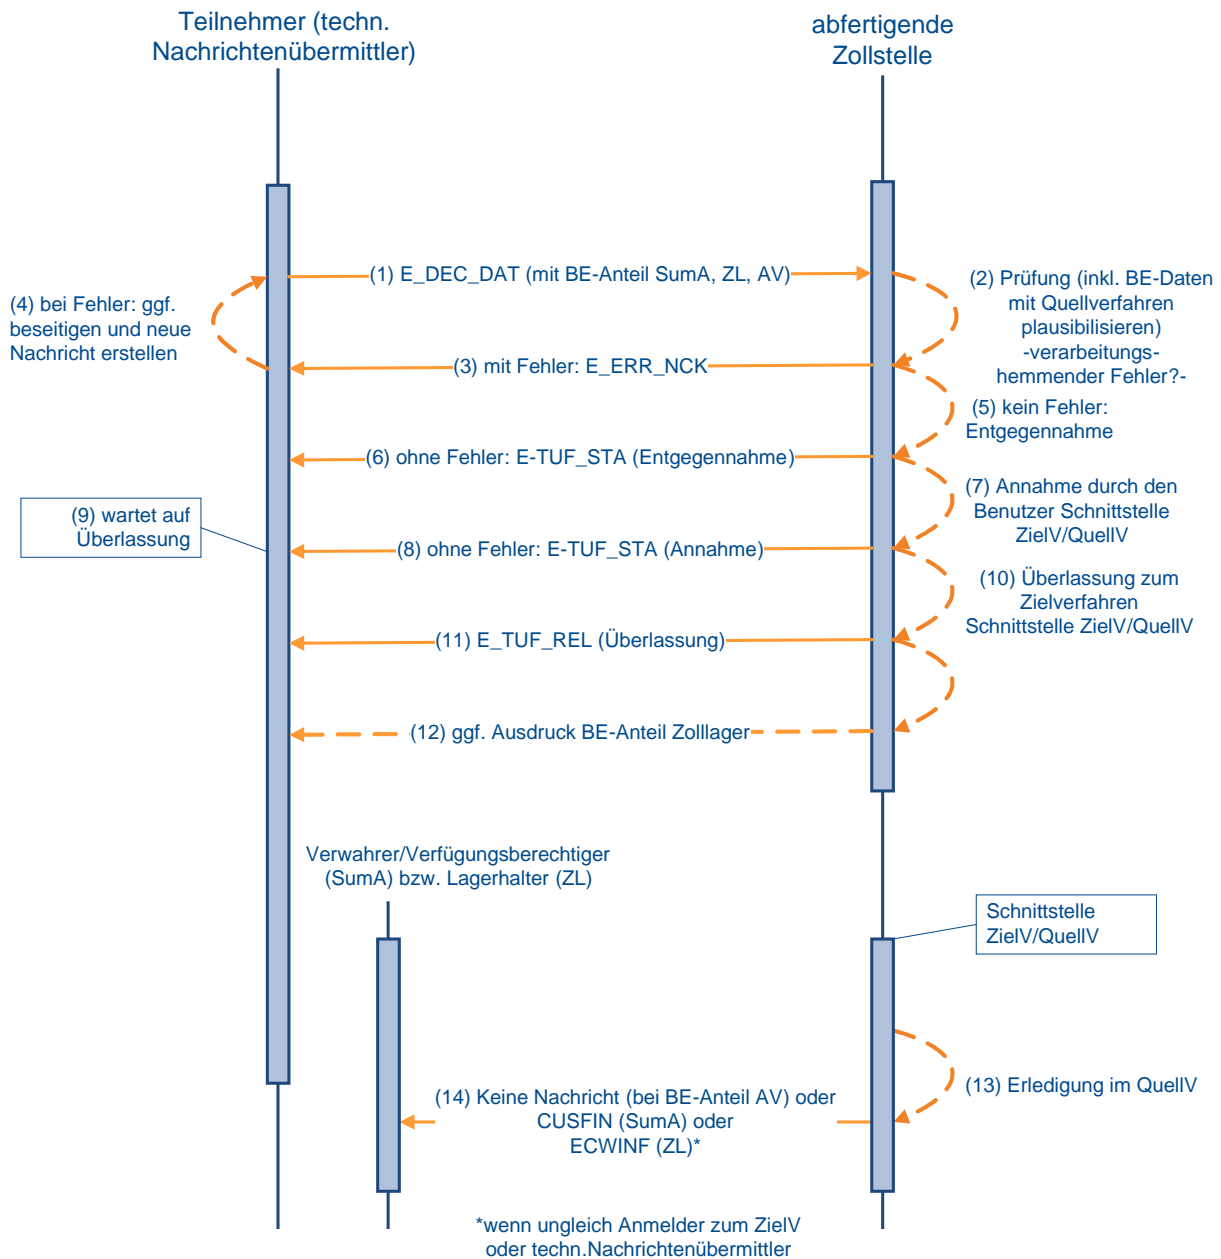 Teilnehmer (techn.
Nachrichtenübermittler)
abfertigende
Zollstelle
(1) E_DEC_DAT (mit BE-Anteil SumA, ZL, AV)
(2) Prüfung (inkl. BE-Daten
mit Quellverfahren
plausibilisieren)
-verarbeitungs-
hemmender Fehler?-
(4) bei Fehler: ggf.
beseitigen und neue
Nachricht erstellen
(3) mit Fehler: E_ERR_NCK
(5) kein Fehler:
Entgegennahme
(6) ohne Fehler: E-TUF_STA (Entgegennahme)
(7) Annahme durch den
Benutzer Schnittstelle
ZielV/QuellV
(9) wartet auf
Überlassung
(8) ohne Fehler: E-TUF_STA (Annahme)
(10) Überlassung zum
Zielverfahren
Schnittstelle ZielV/QuellV
(11) E_TUF_REL (Überlassung)
(12) ggf. Ausdruck BE-Anteil Zolllager
Verwahrer/Verfügungsberechtiger
(SumA) bzw. Lagerhalter (ZL)
Schnittstelle
ZielV/QuellV
(13) Erledigung im QuellV
(14) Keine Nachricht (bei BE-Anteil AV) oder
CUSFIN (SumA) oder
ECWINF (ZL)*
*wenn ungleich Anmelder zum ZielV
oder techn.Nachrichtenübermittler